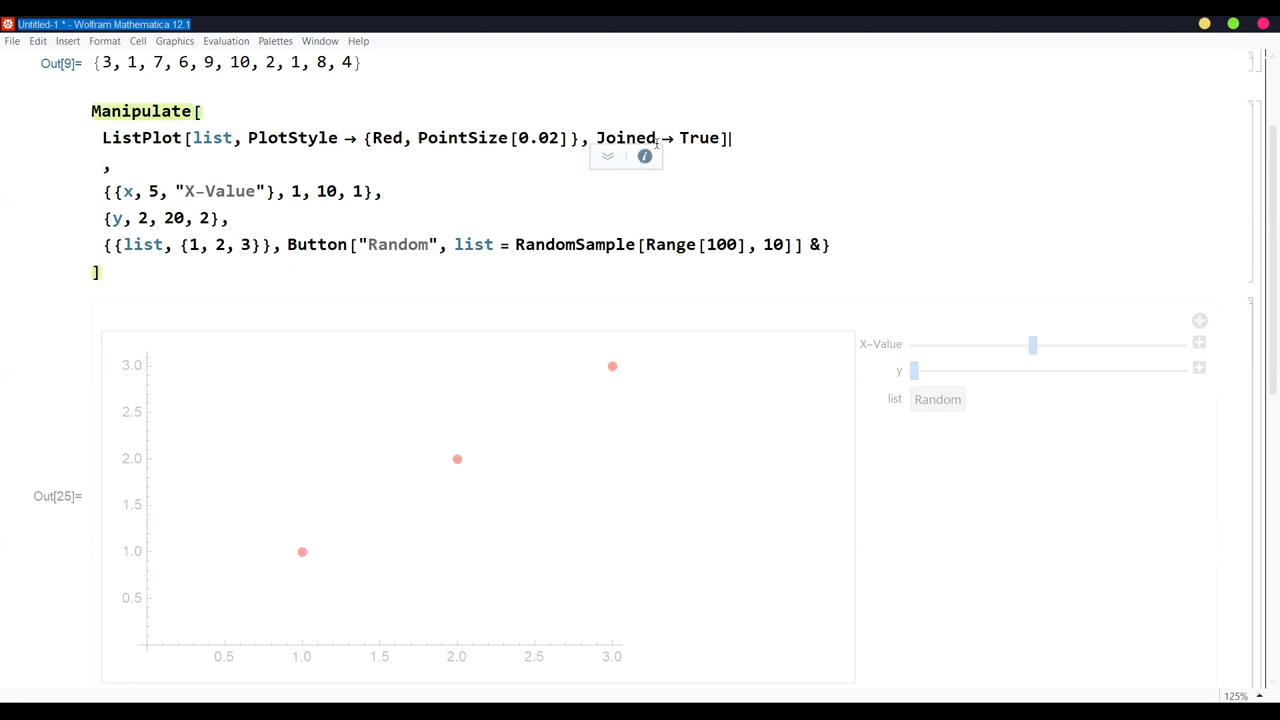 Untitled-1 * - Wolfram Mathematica 12.1
File Edit Insert Format Cell Graphics Evaluation Palettes Window Help
Out[9]= {3, 1, 7, 6, 9, 10, 2, 1, 8, 4}
Manipulate[
ListPlot[list, PlotStyle → {Red, PointSize[0.02]}, Joined → True]
,
{{x, 5, "X-Value"}, 1, 10, 1},
{y, 2, 20, 2},
{{list, {1, 2, 3}}, Button["Random", list = RandomSample[Range[100], 10]] &}
]
X-Value
y
list Random
3.0
2.5
2.0
1.5
1.0
0.5
0.5 1.0 1.5 2.0 2.5 3.0
Out[25]=
125%